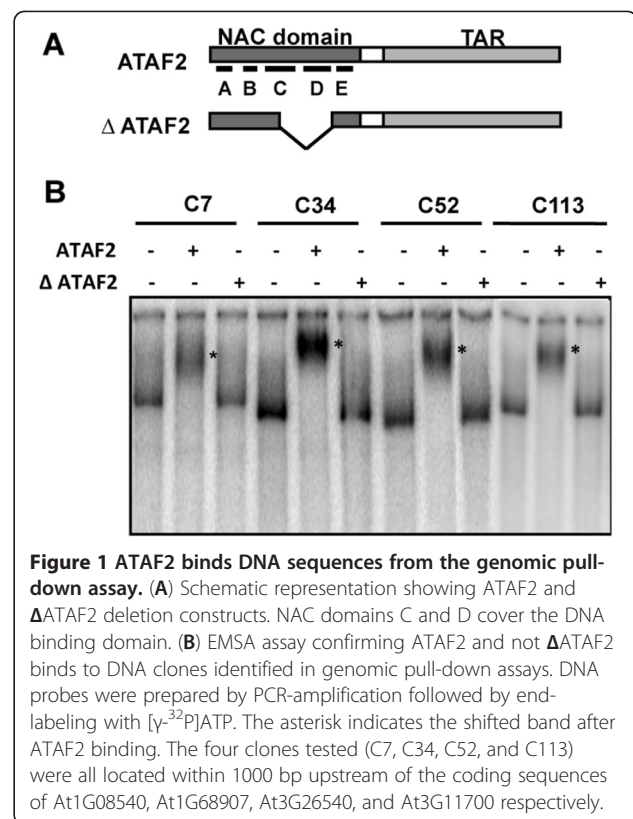 A
NAC domain TAR
ATAF2
A B C D E
Δ ATAF2
B
C7 C34 C52 C113
ATAF2 - + - - + - - + - - + -
Δ ATAF2 - - + - - + - - + - - +
* * * *
Figure 1 ATAF2 binds DNA sequences from the genomic pull-
down assay. (A) Schematic representation showing ATAF2 and
ΔATAF2 deletion constructs. NAC domains C and D cover the DNA
binding domain. (B) EMSA assay confirming ATAF2 and not ΔATAF2
binds to DNA clones identified in genomic pull-down assays. DNA
probes were prepared by PCR-amplification followed by end-
labeling with [γ-³²P]ATP. The asterisk indicates the shifted band after
ATAF2 binding. The four clones tested (C7, C34, C52, and C113)
were all located within 1000 bp upstream of the coding sequences
of At1G08540, At1G68907, At3G26540, and At3G11700 respectively.